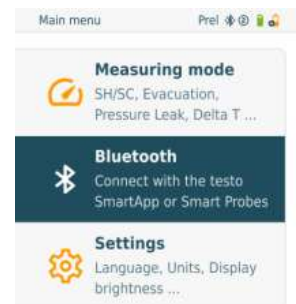 Main menu Prel
Measuring mode
SH/SC, Evacuation,
Pressure Leak, Delta T ...
Bluetooth
Connect with the testo
SmartApp or Smart Probes
Settings
Language, Units, Display
brightness ...